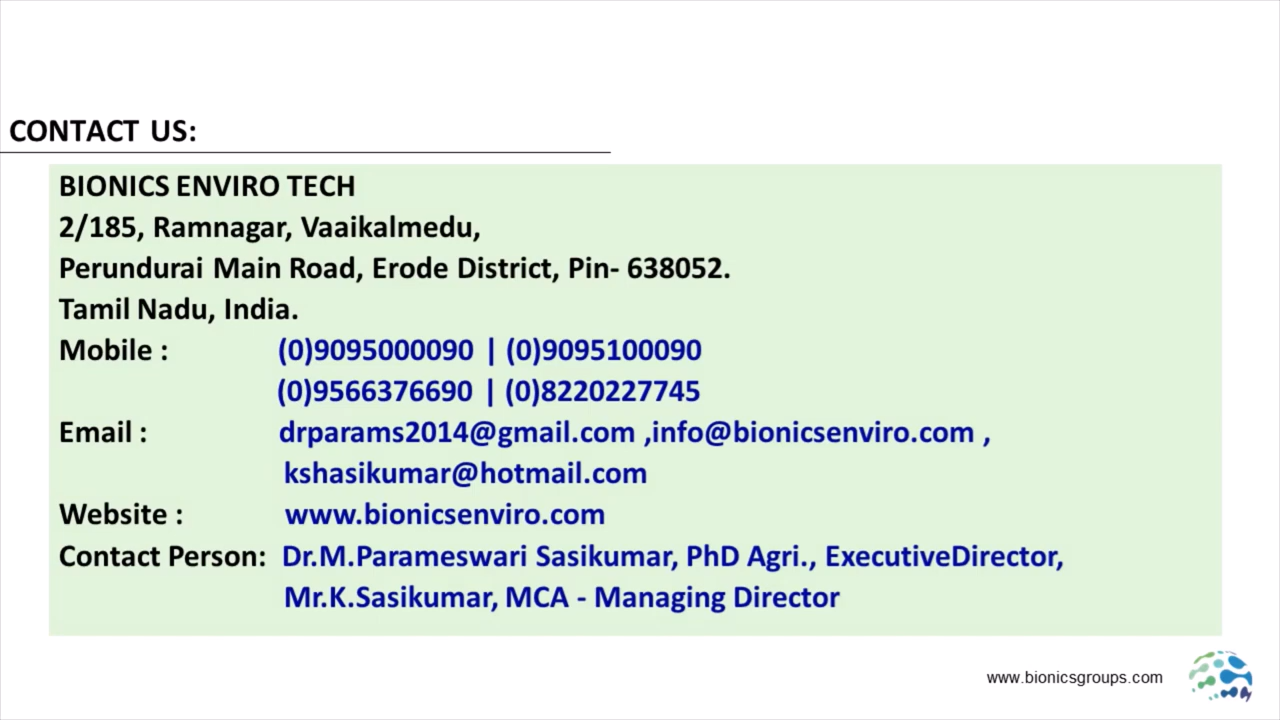 CONTACT US:
BIONICS ENVIRO TECH
2/185, Ramnagar, Vaaikalmedu,
Perundurai Main Road, Erode District, Pin- 638052.
Tamil Nadu, India.
Mobile : (0)9095000090 | (0)9095100090
(0)9566376690 | (0)8220227745
Email : drparams2014@gmail.com ,info@bionicsenviro.com ,
kshasikumar@hotmail.com
Website : www.bionicsenviro.com
Contact Person: Dr.M.Parameswari Sasikumar, PhD Agri., ExecutiveDirector,
Mr.K.Sasikumar, MCA - Managing Director
www.bionicsgroups.com